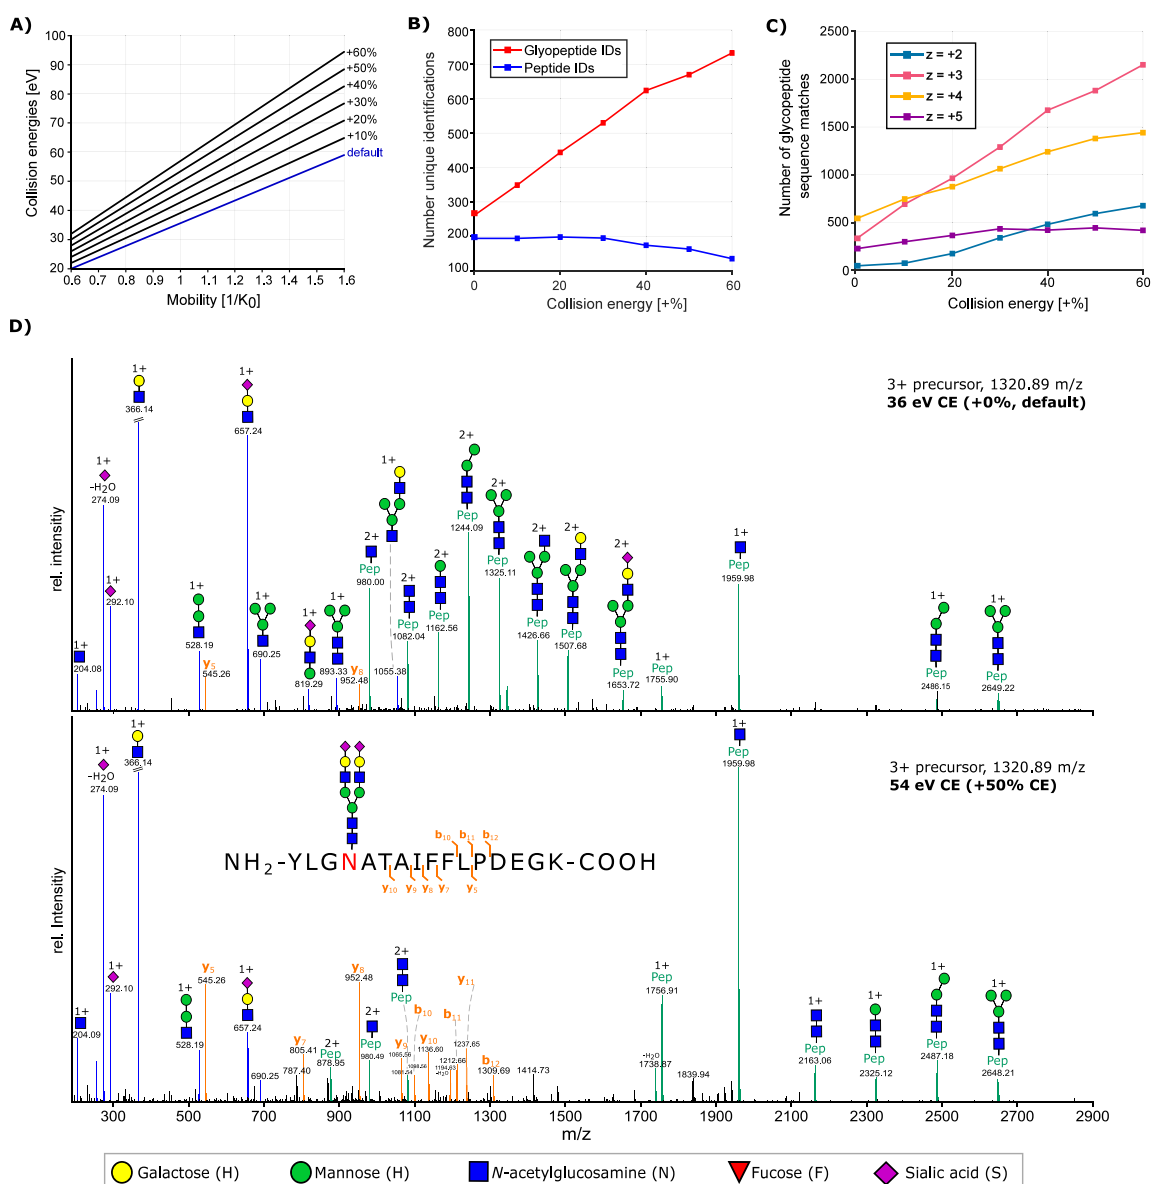 A)
100
90
80
70
60
50
40
30
20
Collision energies [eV]
+60%
+50%
+40%
+30%
+20%
+10%
default
0.6 0.7 0.8 0.9 1 1.1 1.2 1.3 1.4 1.5 1.6
Mobility [1/K0]
B)
800
700
600
500
400
300
200
100
Number unique identifications
Glyopeptide IDs
Peptide IDs
0 20 40 60
Collision energy [+%]
C)
2500
2000
1500
1000
500
0
Number of glycopeptide
sequence matches
z = +2
z = +3
z = +4
z = +5
0 20 40 60
Collision energy [+%]
D)
rel. intensitiy
3+ precursor, 1320.89 m/z
36 eV CE (+0%, default)
1+
204.08
1+
-H2O
274.09
1+
292.10
1+
366.14
1+
528.19
y5
545.26
1+
657.24
1+
690.25
1+
819.29
1+
893.33
y8
952.48
2+
Pep
980.00
1+
1055.38
2+
Pep
1082.04
2+
Pep
1162.56
2+
Pep
1244.09
2+
Pep
1325.11
2+
Pep
1426.66
2+
Pep
1507.68
2+
Pep
1653.72
1+
Pep
1755.90
1+
Pep
1959.98
1+
Pep
2486.15
1+
Pep
2649.22
rel. Intensitiy
3+ precursor, 1320.89 m/z
54 eV CE (+50% CE)
NH2-YLGNATAIFFLPDEGK-COOH
b10 b11 b12
y10 y9 y8 y7 y5
1+
204.09
1+
-H2O
274.09
1+
292.10
1+
366.14
1+
528.19
y5
545.26
1+
657.24
690.25
787.40
y7
805.41
2+
Pep
878.95
y8
952.48
2+
Pep
980.49
2+
Pep
1081.54
y9
1065.56
b10
1098.56
y10
1136.60
1194.63
-H2O
b11
1212.66
y11
1237.65
b12
1309.69
1414.73
-H2O
1738.87
1+
Pep
1756.91
1839.94
1+
Pep
1959.98
1+
Pep
2163.06
1+
Pep
2325.12
1+
Pep
2487.18
1+
Pep
2648.21
300 500 700 900 1100 1300 1500 1700 1900 2100 2300 2500 2700 2900
m/z
Galactose (H) Mannose (H) N-acetylglucosamine (N) Fucose (F) Sialic acid (S)